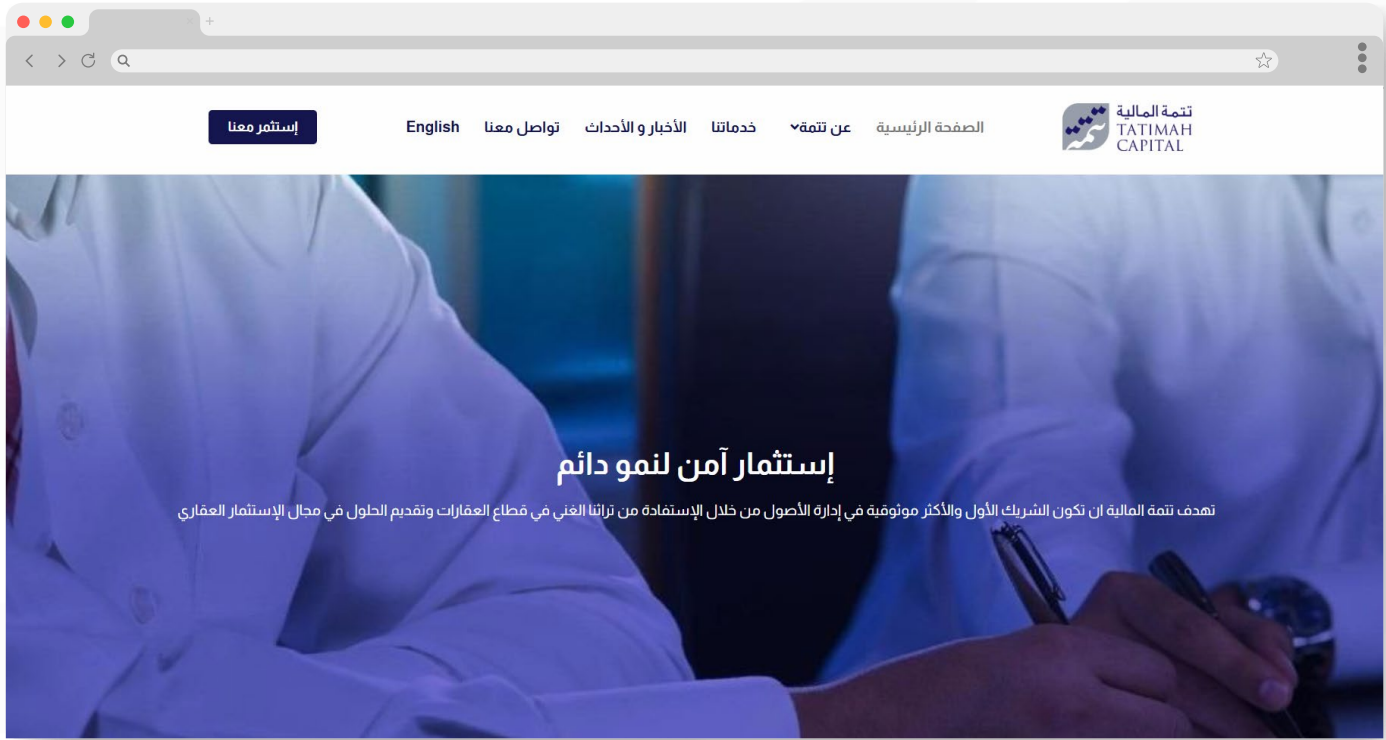 تتمة المالية
TATIMAH
CAPITAL
الصفحة الرئيسية
عن تتمة
خدماتنا
الأخبار و الأحداث
تواصل معنا
English
إستثمر معنا
إستثمار آمن لنمو دائم
تهدف تتمة المالية ان تكون الشريك الأول والأكثر موثوقية في إدارة الأصول من خلال الإستفادة من تراثنا الغني في قطاع العقارات وتقديم الحلول في مجال الإستثمار العقاري